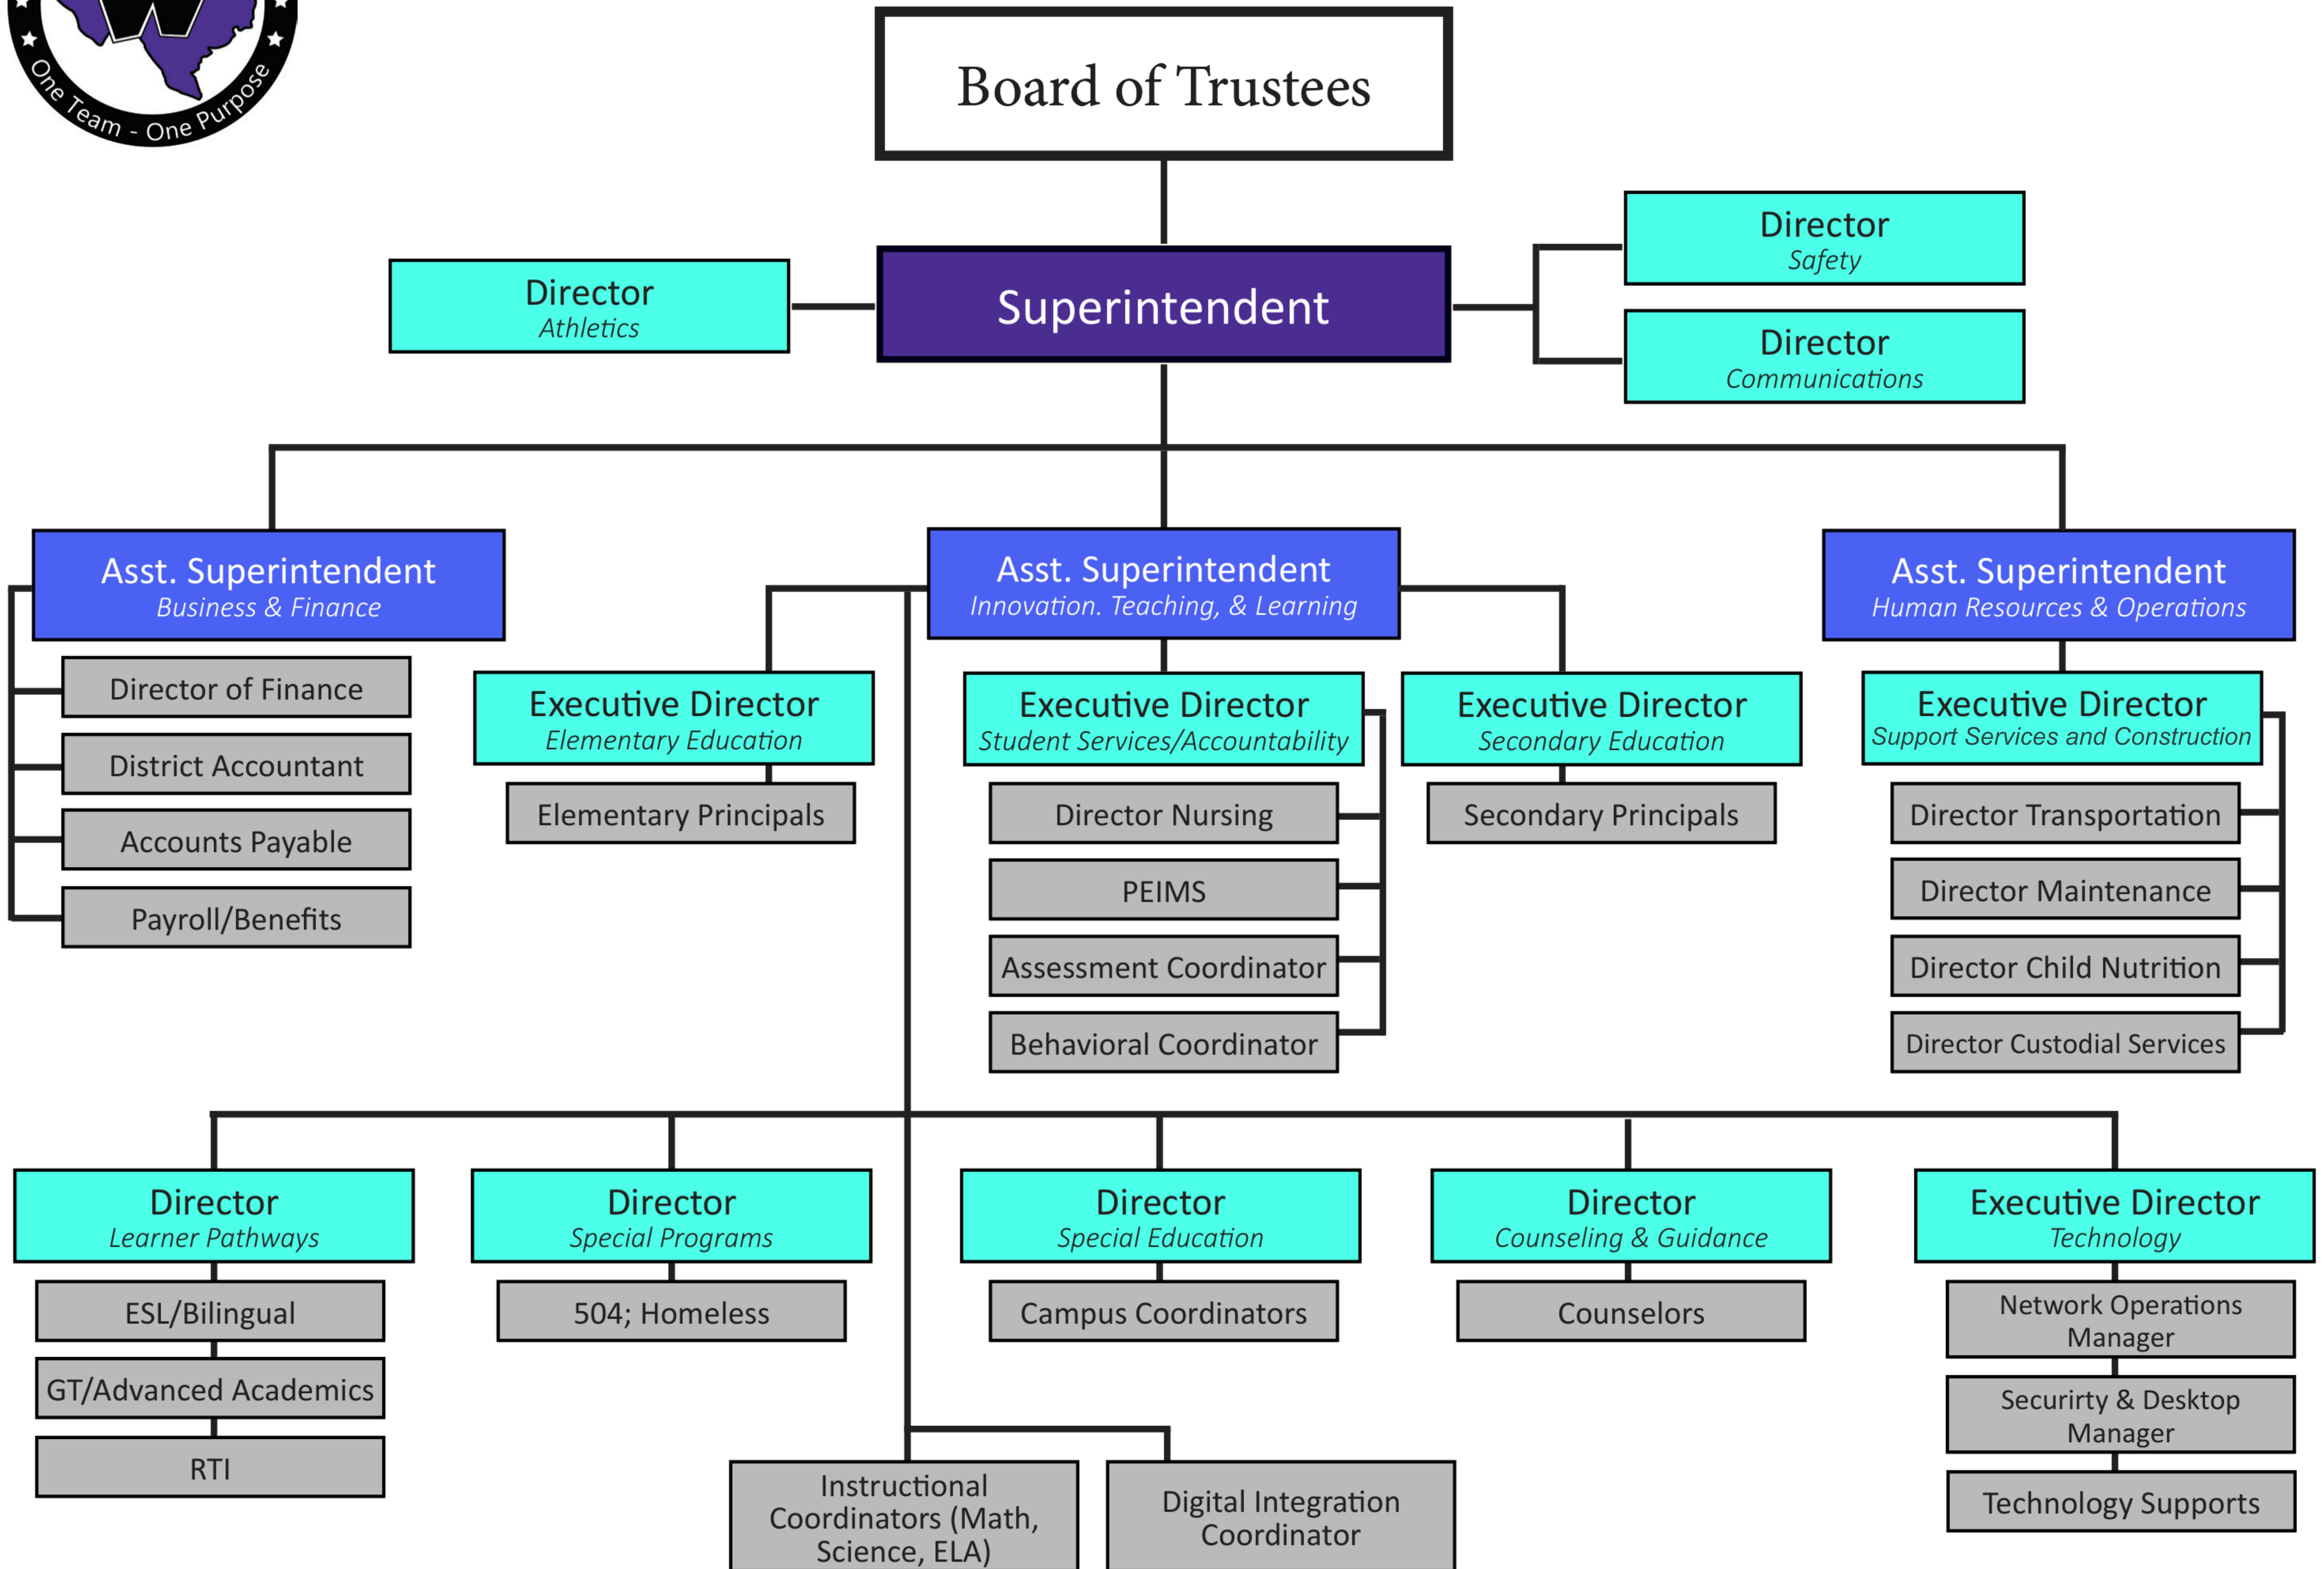 One Team - One Purpose
Board of Trustees
Director
Safety
Director
Athletics
Superintendent
Director
Communications
Asst. Superintendent
Business & Finance
Asst. Superintendent
Innovation. Teaching, & Learning
Asst. Superintendent
Human Resources & Operations
Director of Finance
District Accountant
Accounts Payable
Payroll/Benefits
Executive Director
Elementary Education
Elementary Principals
Executive Director
Student Services/Accountability
Director Nursing
PEIMS
Assessment Coordinator
Behavioral Coordinator
Executive Director
Secondary Education
Secondary Principals
Executive Director
Support Services and Construction
Director Transportation
Director Maintenance
Director Child Nutrition
Director Custodial Services
Director
Learner Pathways
ESL/Bilingual
GT/Advanced Academics
RTI
Director
Special Programs
504; Homeless
Director
Special Education
Campus Coordinators
Director
Counseling & Guidance
Counselors
Executive Director
Technology
Network Operations
Manager
Securirty & Desktop
Manager
Technology Supports
Instructional
Coordinators (Math,
Science, ELA)
Digital Integration
Coordinator